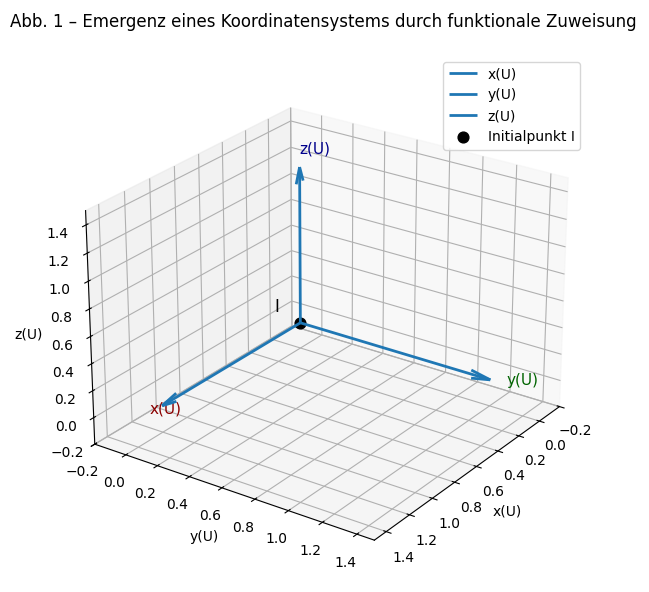 Abb. 1 – Emergenz eines Koordinatensystems durch funktionale Zuweisung
x(U)
y(U)
z(U)
Initialpunkt I
z(U)
I
y(U)
x(U)
z(U)
1.4
1.2
1.0
0.8
0.6
0.4
0.2
0.0
−0.2
−0.2
0.0
0.2
0.4
0.6
0.8
1.0
1.2
1.4
y(U)
−0.2
0.0
0.2
0.4
0.6
0.8
1.0
1.2
1.4
x(U)